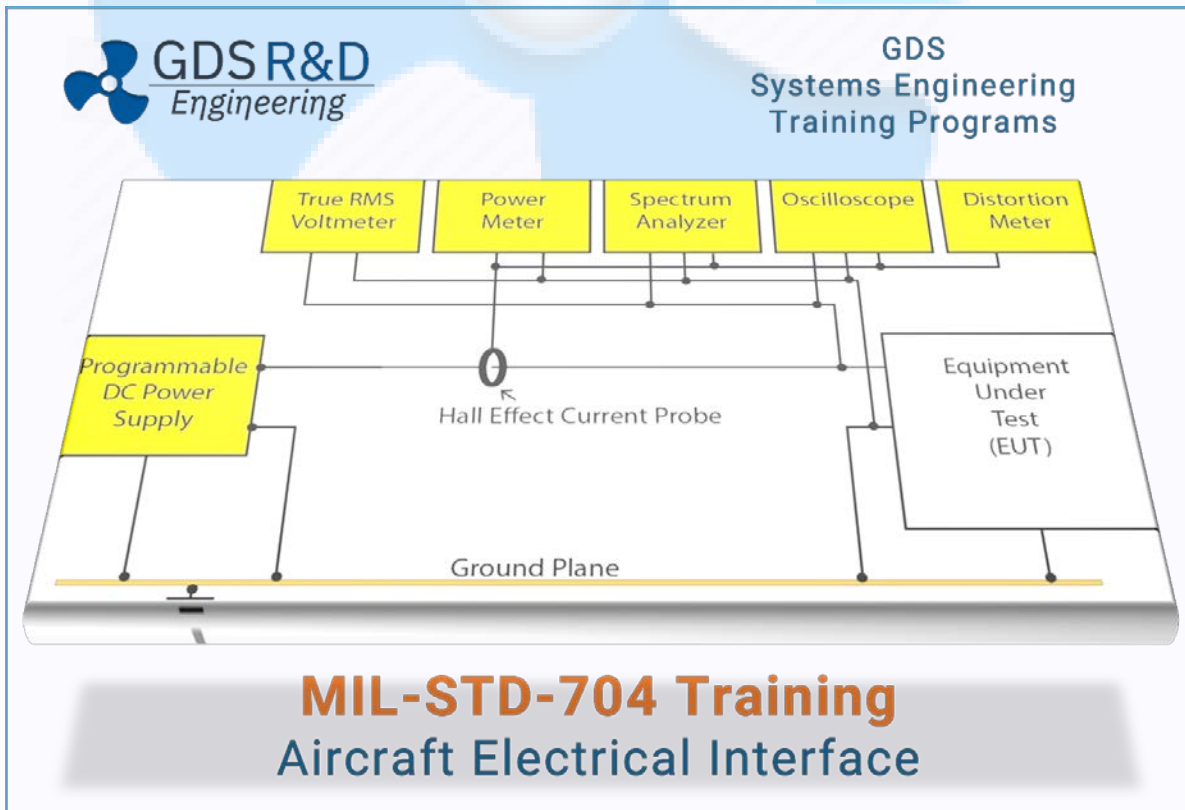 GDS R&D
Engineering
GDS
Systems Engineering
Training Programs
True RMS
Voltmeter
Power
Meter
Spectrum
Analyzer
Oscilloscope
Distortion
Meter
Programmable
DC Power
Supply
Hall Effect Current Probe
Equipment
Under
Test
(EUT)
Ground Plane
MIL-STD-704 Training
Aircraft Electrical Interface